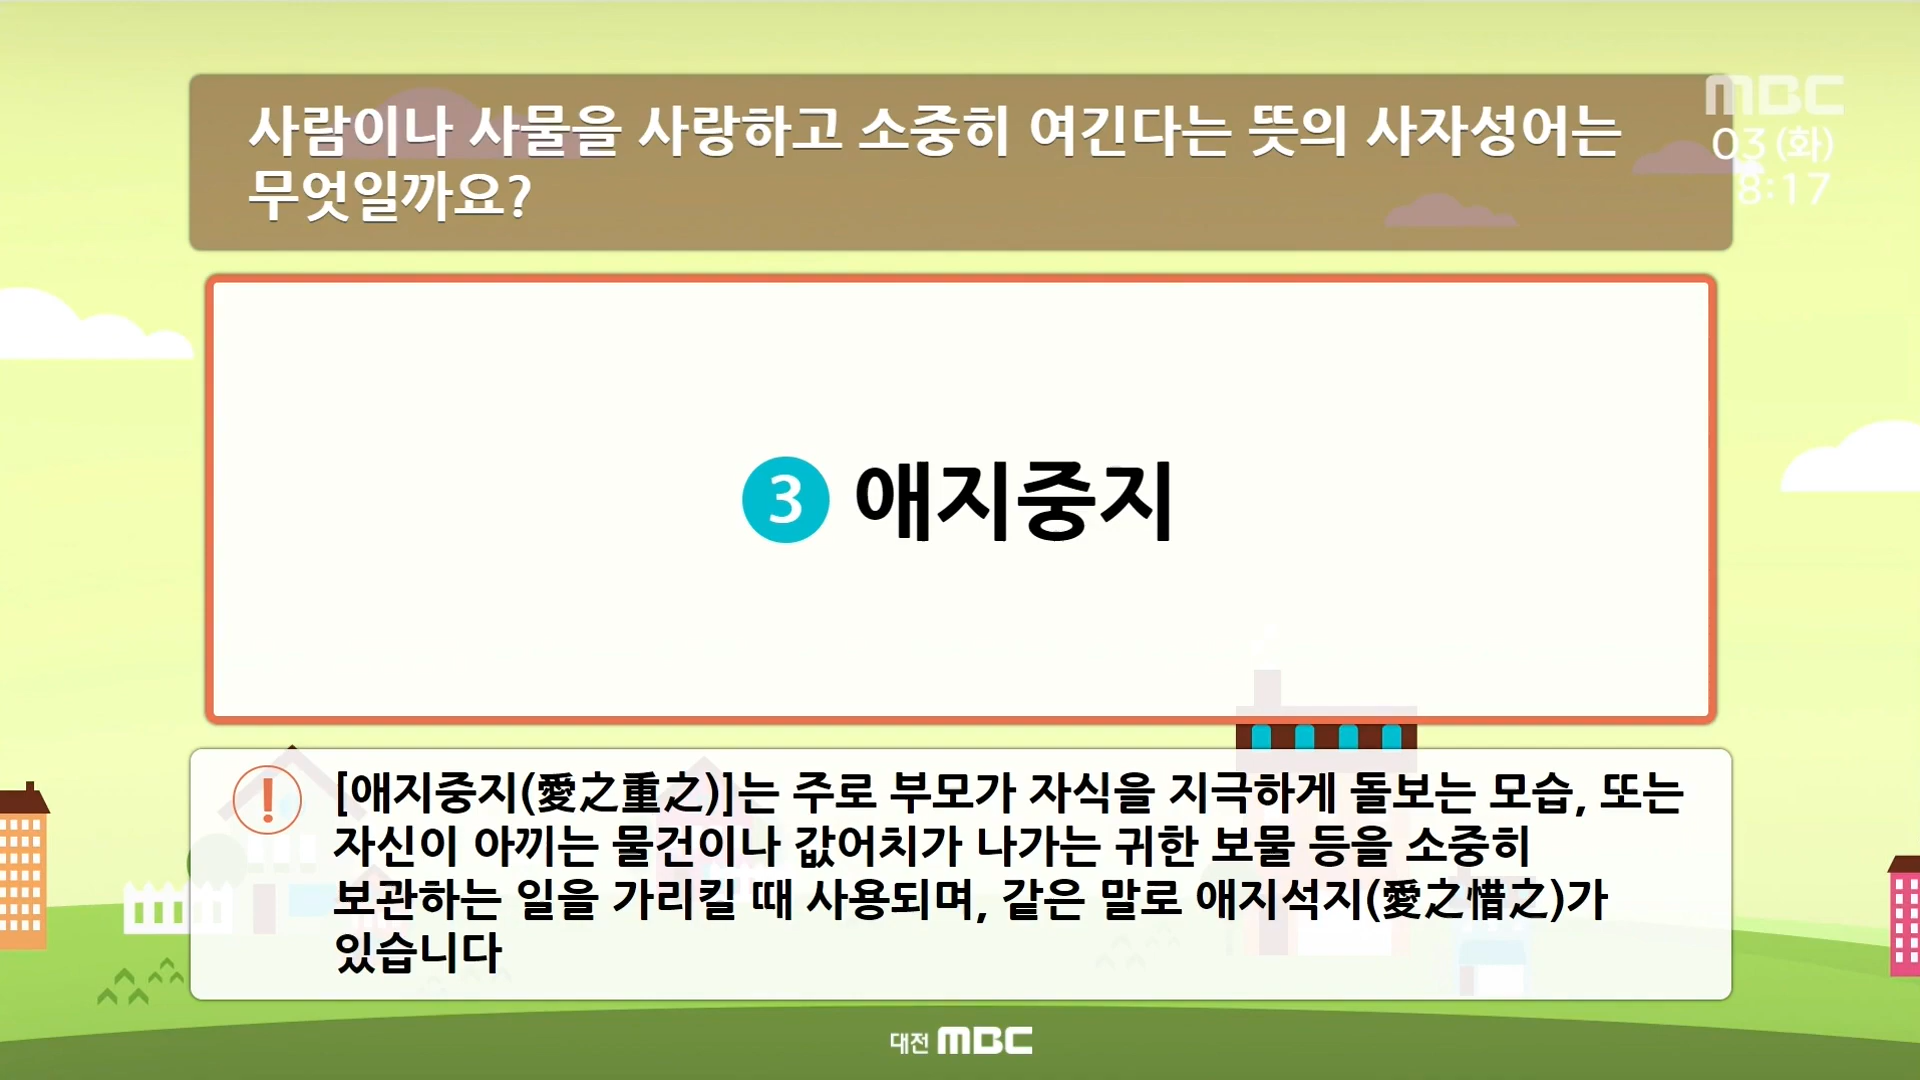 사람이나 사물을 사랑하고 소중히 여긴다는 뜻의 사자성어는
무엇일까요?
MBC
03 (화)
8:17
3 애지중지
[애지중지(愛之重之)]는 주로 부모가 자식을 지극하게 돌보는 모습, 또는
자신이 아끼는 물건이나 값어치가 나가는 귀한 보물 등을 소중히
보관하는 일을 가리킬 때 사용되며, 같은 말로 애지석지(愛之惜之)가
있습니다
대전 MBC